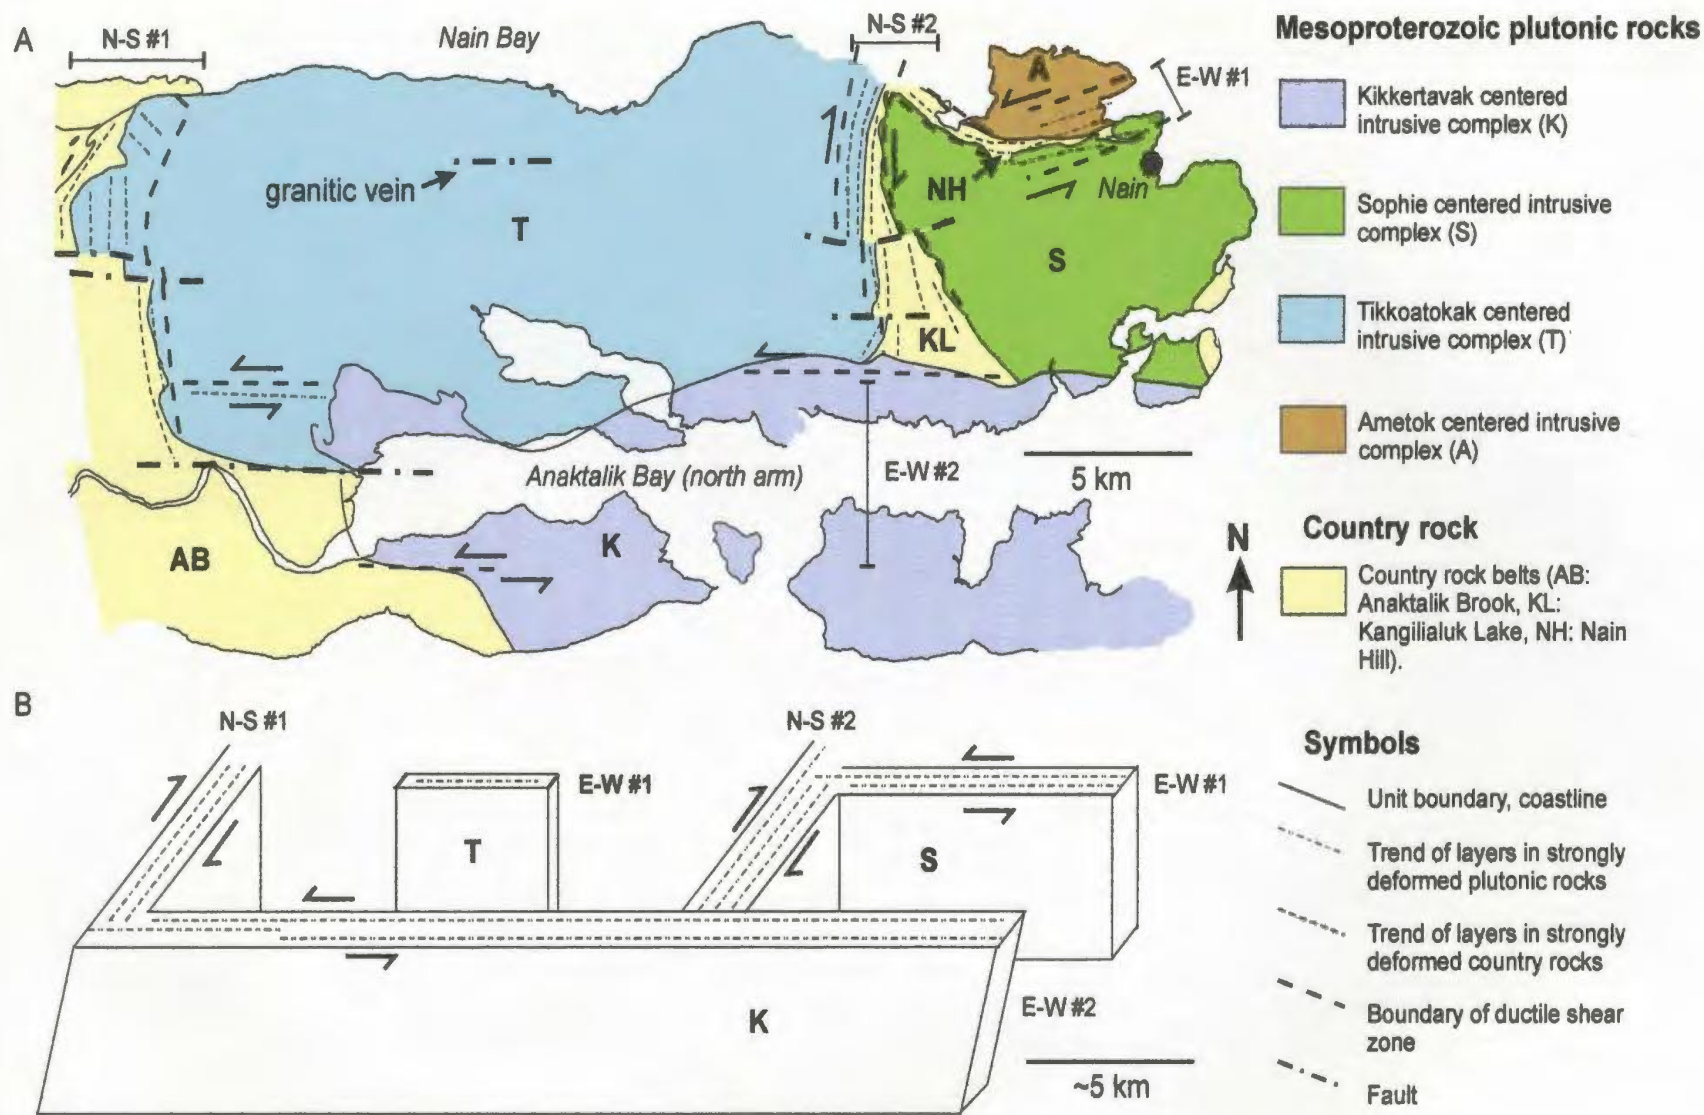 A
N-S #1
Nain Bay
N-S #2
A
E-W #1
granitic vein
NH
Nain
T
S
KL
Anaktalik Bay (north arm)
E-W #2
5 km
AB
K
N
Mesoproterozoic plutonic rocks
Kikkertavak centered
intrusive complex (K)
Sophie centered intrusive
complex (S)
Tikkoatokak centered
intrusive complex (T)
Ametok centered intrusive
complex (A)
Country rock
Country rock belts (AB:
Anaktalik Brook, KL:
Kangilialuk Lake, NH: Nain
Hill).
B
N-S #1
N-S #2
E-W #1
E-W #1
T
S
K
E-W #2
~5 km
Symbols
Unit boundary, coastline
Trend of layers in strongly
deformed plutonic rocks
Trend of layers in strongly
deformed country rocks
Boundary of ductile shear
zone
Fault